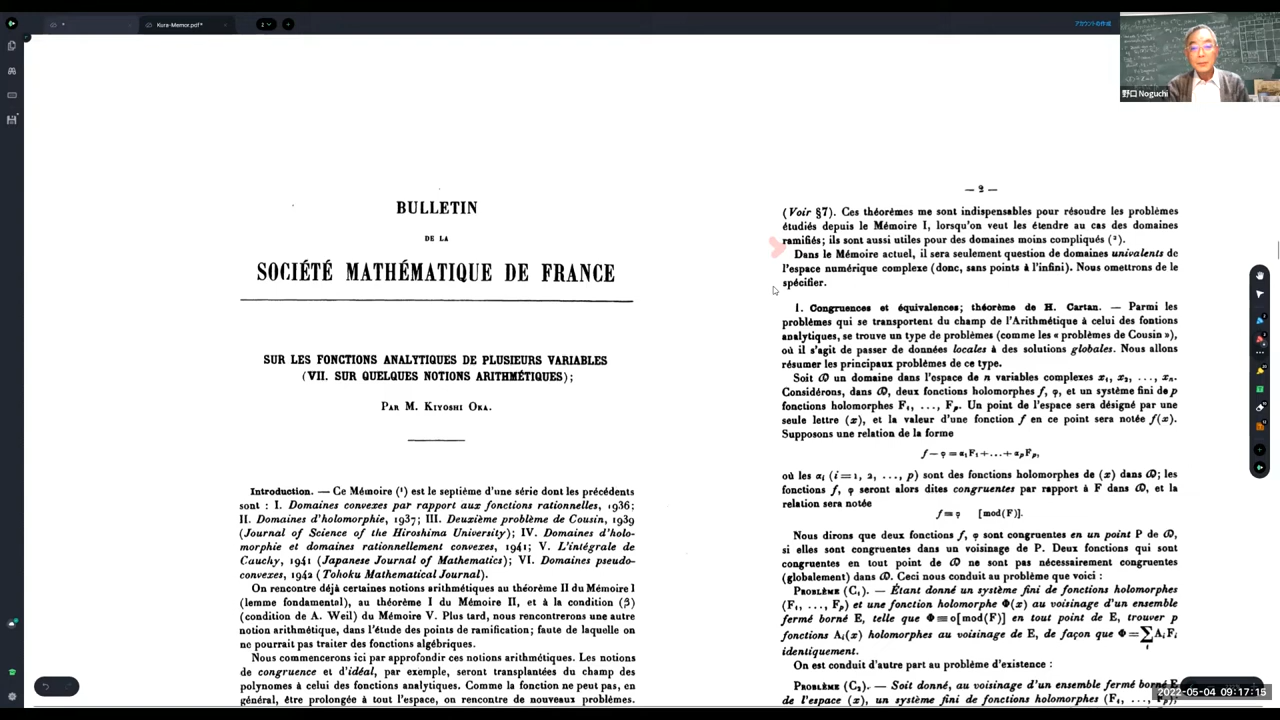 Kura-Memor.pdf*
2
アカウントの作成
野口 Noguchi
BULLETIN
DE LA
SOCIÉTÉ MATHÉMATIQUE DE FRANCE
SUR LES FONCTIONS ANALYTIQUES DE PLUSIEURS VARIABLES
(VII. SUR QUELQUES NOTIONS ARITHMÉTIQUES);
PAR M. KIYOSHI OKA.
Introduction. — Ce Mémoire (¹) est le septième d'une série dont les précédents
sont : I. Domaines convexes par rapport aux fonctions rationnelles, 1936;
II. Domaines d'holomorphie, 1937; III. Deuxième problème de Cousin, 1939
(Journal of Science of the Hiroshima University); IV. Domaines d'holo-
morphie et domaines rationnellement convexes, 1941; V. L'intégrale de
Cauchy, 1941 (Japanese Journal of Mathematics); VI. Domaines pseudo-
convexes, 1942 (Tohoku Mathematical Journal).
On rencontre déjà certaines notions arithmétiques au théorème II du Mémoire I
(lemme fondamental), au théorème I du Mémoire II, et à la condition (β)
(condition de A. Weil) du Mémoire V. Plus tard, nous rencontrerons une autre
notion arithmétique, dans l'étude des points de ramification; faute de laquelle on
ne pourrait pas traiter des fonctions algébriques.
Nous commencerons ici par approfondir ces notions arithmétiques. Les notions
de congruence et d'idéal, par exemple, seront transplantées du champ des
polynomes à celui des fonctions analytiques. Comme la fonction ne peut pas, en
général, être prolongée à tout l'espace, on rencontre de nouveaux problèmes.
— 2 —
(Voir §7). Ces théorèmes me sont indispensables pour résoudre les problèmes
étudiés depuis le Mémoire I, lorsqu'on veut les étendre au cas des domaines
ramifiés; ils sont aussi utiles pour des domaines moins compliqués (²).
Dans le Mémoire actuel, il sera seulement question de domaines univalents de
l'espace numérique complexe (donc, sans points à l'infini). Nous omettrons de le
spécifier.
1. Congruences et équivalences; théorème de H. Cartan. — Parmi les
problèmes qui se transportent du champ de l'Arithmétique à celui des fontions
analytiques, se trouve un type de problèmes (comme les « problèmes de Cousin »),
où il s'agit de passer de données locales à des solutions globales. Nous allons
résumer les principaux problèmes de ce type.
Soit 𝔇 un domaine dans l'espace de n variables complexes x₁, x₂, ..., xₙ.
Considérons, dans 𝔇, deux fonctions holomorphes f, φ, et un système fini de p
fonctions holomorphes F₁, ..., Fₚ. Un point de l'espace sera désigné par une
seule lettre (x), et la valeur d'une fonction f en ce point sera notée f(x).
Supposons une relation de la forme
f − φ = α₁F₁+...+αₚFₚ,
où les αᵢ (i = 1, 2, ..., p) sont des fonctions holomorphes de (x) dans 𝔇; les
fonctions f, φ seront alors dites congruentes par rapport à F dans 𝔇, et la
relation sera notée
f ≡ φ [mod(F)].
Nous dirons que deux fonctions f, φ sont congruentes en un point P de 𝔇,
si elles sont congruentes dans un voisinage de P. Deux fonctions qui sont
congruentes en tout point de 𝔇 ne sont pas nécessairement congruentes
(globalement) dans 𝔇. Ceci nous conduit au problème que voici :
PROBLÈME (C₁). — Étant donné un système fini de fonctions holomorphes
(F₁, ..., Fₚ) et une fonction holomorphe Φ(x) au voisinage d'un ensemble
fermé borné E, telle que Φ ≡ 0 [mod(F)] en tout point de E, trouver p
fonctions Aᵢ(x) holomorphes au voisinage de E, de façon que Φ = ∑AᵢFᵢ
i
identiquement.
On est conduit d'autre part au problème d'existence :
PROBLÈME (C₂). — Soit donné, au voisinage d'un ensemble fermé borné E
de l'espace (x), un système fini de fonctions holomorphes (F₁, ..., Fₚ),
2022-05-04 09:17:15